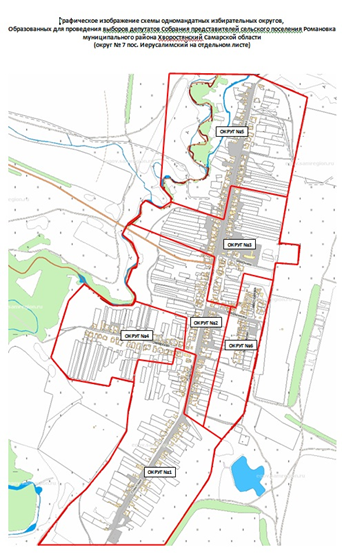 Графическое изображение схемы одномандатных избирательных округов,
Образованных для проведения выборов депутатов Собрания представителей сельского поселения Романовка
муниципального района Хворостянский Самарской области
(округ № 7 пос. Иерусалимский на отдельном листе)
ОКРУГ №5
ОКРУГ №3
ОКРУГ №2
ОКРУГ №4
ОКРУГ №6
ОКРУГ №1